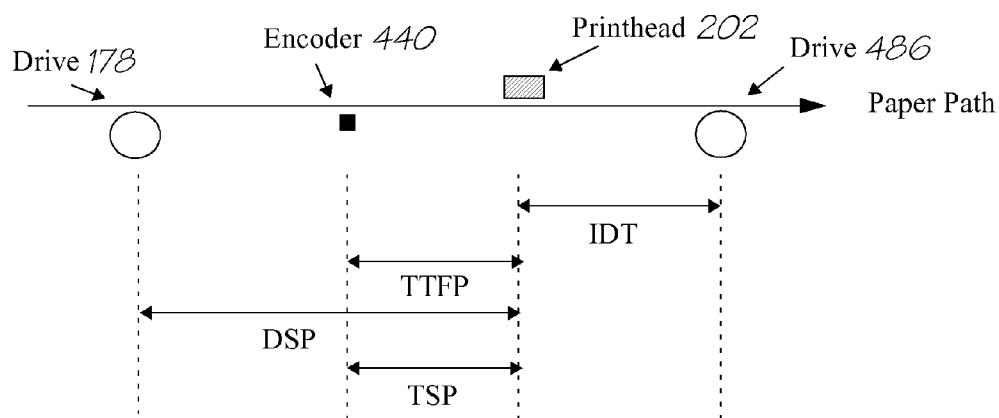 Printhead 202
Encoder 440
Drive 486
Drive 178
Paper Path
IDT
TTFP
DSP
TSP